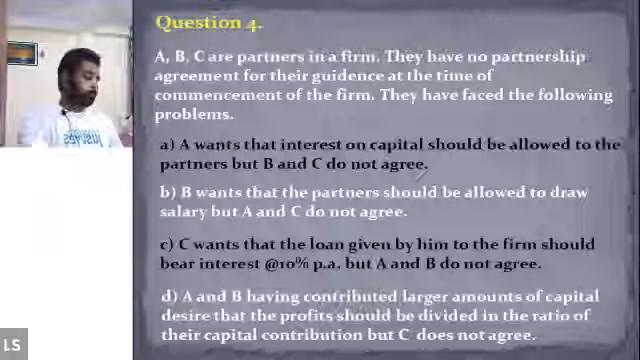 Question 4.
A, B, C are partners in a firm. They have no partnership
agreement for their guidence at the time of
commencement of the firm. They have faced the following
problems.
a) A wants that interest on capital should be allowed to the
partners but B and C do not agree.
b) B wants that the partners should be allowed to draw
salary but A and C do not agree.
c) C wants that the loan given by him to the firm should
bear interest @10% p.a. but A and B do not agree.
d) A and B having contributed larger amounts of capital
desire that the profits should be divided in the ratio of
their capital contribution but C does not agree.
LS